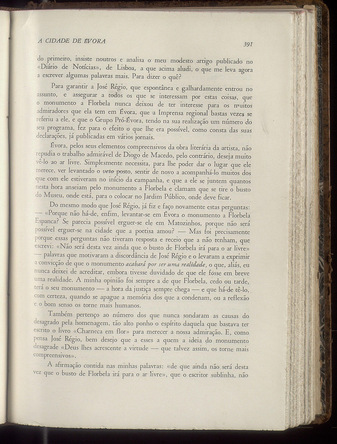 A CIDADE DE EVORA 391
do primeiro, insiste noutros e analiza o meu modesto artigo publicado no
«Diário de Notícias», de Lisboa, a que acima aludi; o que me leva agora
a escrever algumas palavras mais. Para dizer o quê?
Para garantir a José Régio, que espontânea e galhardamente entrou no
assunto, e assegurar a todos os que se interessam por estas coisas, que
o monumento a Florbela nunca deixou de ter interesse para os muitos
admiradores que ela tem em Évora, que à Imprensa regional bastas vezes se
referiu a ele, e que o Grupo Pró-Évora, tendo na sua realização um número do
seu programa, fez para o efeito o que lhe era possível, como consta das suas
declarações, já publicadas em vários jornais.
Évora, pelos seus elementos compreensivos da obra literária da artista, não
repudia o trabalho admirável de Diogo de Macedo, pelo contrário, deseja muito
vê-lo ao ar livre. Simplesmente necessita, para lhe poder dar o lugar que ele
merece, ver levantado o veto posto, sentir de novo a acompanhá-lo muitos dos
que com ele estiveram no início da campanha, e que a ele se juntem quantos
nesta hora anseiam pelo monumento a Florbela e clamam que se tire o busto
do Museu, onde está, para o colocar no Jardim Público, onde deve ficar.
Do mesmo modo que José Régio, já fiz e faço novamente estas perguntas:
— «Porque não há-de, enfim, levantar-se em Évora o monumento a Florbela
Espanca? Se parecia possível erguer-se ele em Matozinhos, porque não será
possível erguer-se na cidade que a poetisa amou? — Mas foi precisamente
porque essas perguntas não tiveram resposta e receio que a não tenham, que
escrevi: «Não será desta vez ainda que o busto de Florbela irá para o ar livre»
— palavras que motivaram a discordância de José Régio e o levaram a exprimir
a convicção de que o monumento acabará por ser uma realidade, o que, aliás, eu
nunca deixei de acreditar, embora tivesse duvidado de que ele fosse em breve
uma realidade. A minha opinião foi sempre a de que Florbela, cedo ou tarde,
terá o seu monumento — a hora da justiça sempre chega — e que há-de tê-lo,
com certeza, quando se apague a memória dos que a condenam, ou a reflexão
e o bom senso os torne mais humanos.
Também pertenço ao número dos que nunca sondaram as causas do
desagrado pela homenagem, tão alto ponho o espírito daquela que bastava ter
escrito o livro «Charneca em flor» para merecer a nossa admiração. E, como
pensa José Régio, bem deseja que a esses a quem a ideia do monumento
desagrade «Deus lhes acrescente a virtude — que talvez assim, os torne mais
compreensivos».
A afirmação contida nas minhas palavras: «de que ainda não será desta
vez que o busto de Florbela irá para o ar livre», que o escritor sublinha, não